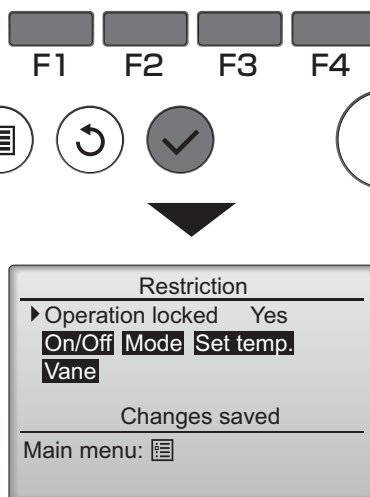 F1 F2 F3 F4
Restriction
Operation locked Yes
On/Off Mode Set temp.
Vane
Changes saved
Main menu: